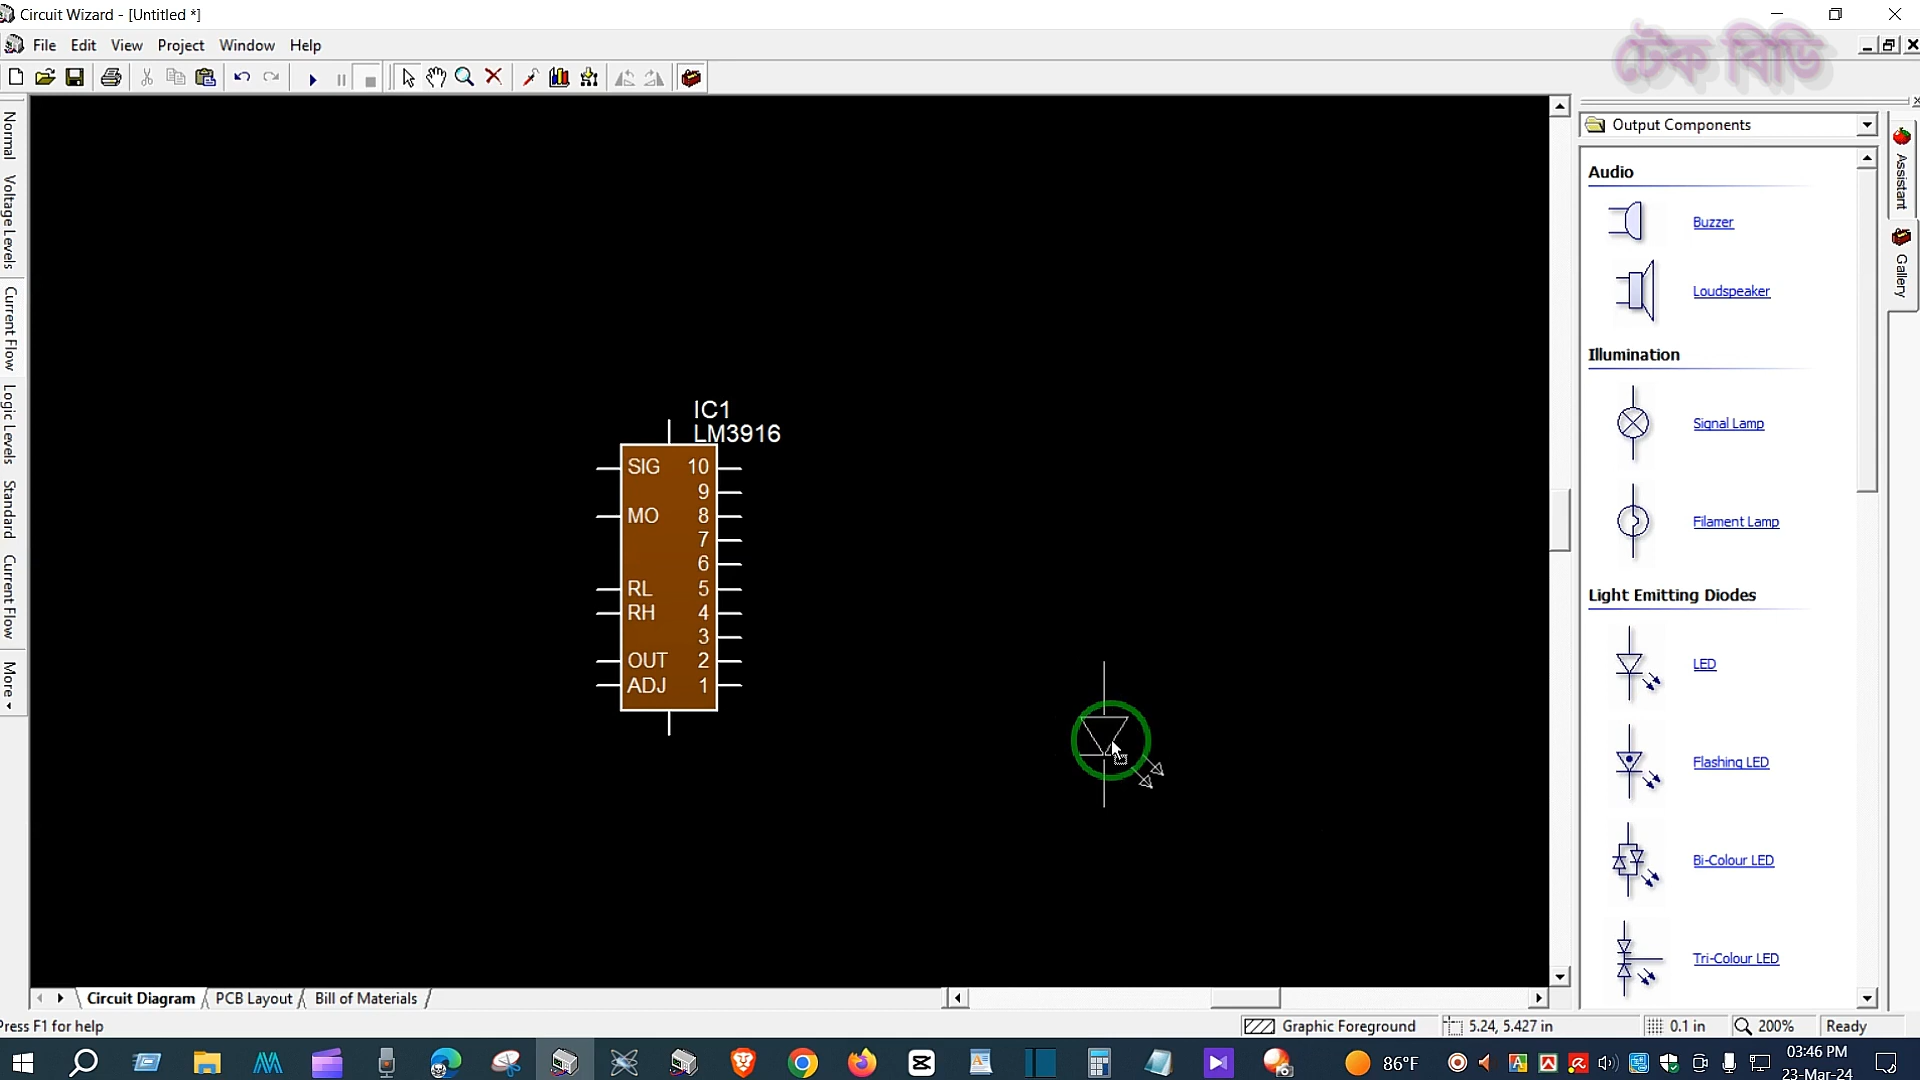 Circuit Wizard - [Untitled *]
File Edit View Project Window Help
টেক বিডি
Normal
Voltage Levels
Current Flow
Logic Levels
Standard
Current Flow
More
IC1
LM3916
SIG 10
9
MO 8
7
6
RL 5
RH 4
3
OUT 2
ADJ 1
Output Components
Audio
Buzzer
Loudspeaker
Illumination
Signal Lamp
Filament Lamp
Light Emitting Diodes
LED
Flashing LED
Bi-Colour LED
Tri-Colour LED
Assistant
Gallery
Circuit Diagram PCB Layout Bill of Materials
Press F1 for help
Graphic Foreground 5.24, 5.427 in 0.1 in 200% Ready
86°F
03:46 PM
23-Mar-24